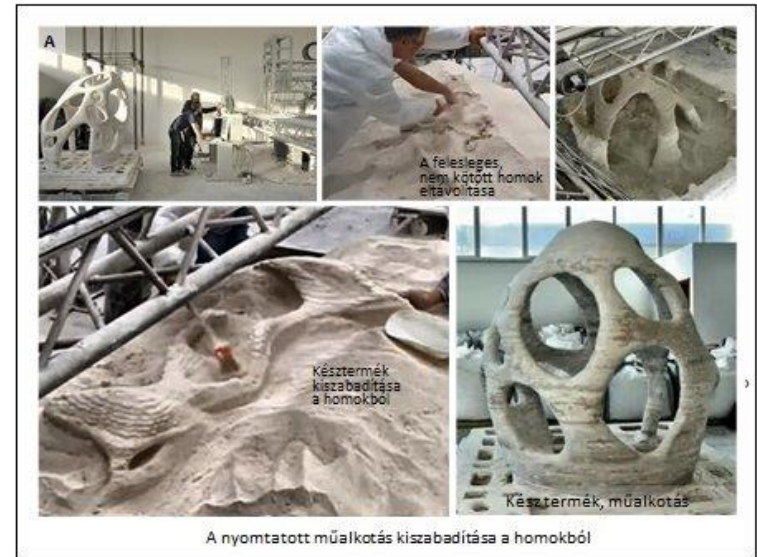 A
A felesleges,
nem kötött homok
eltávolítása
Késztermék
kiszabadítása
a homokból
Késztermék, műalkotás
A nyomtatott műalkotás kiszabadítása a homokból